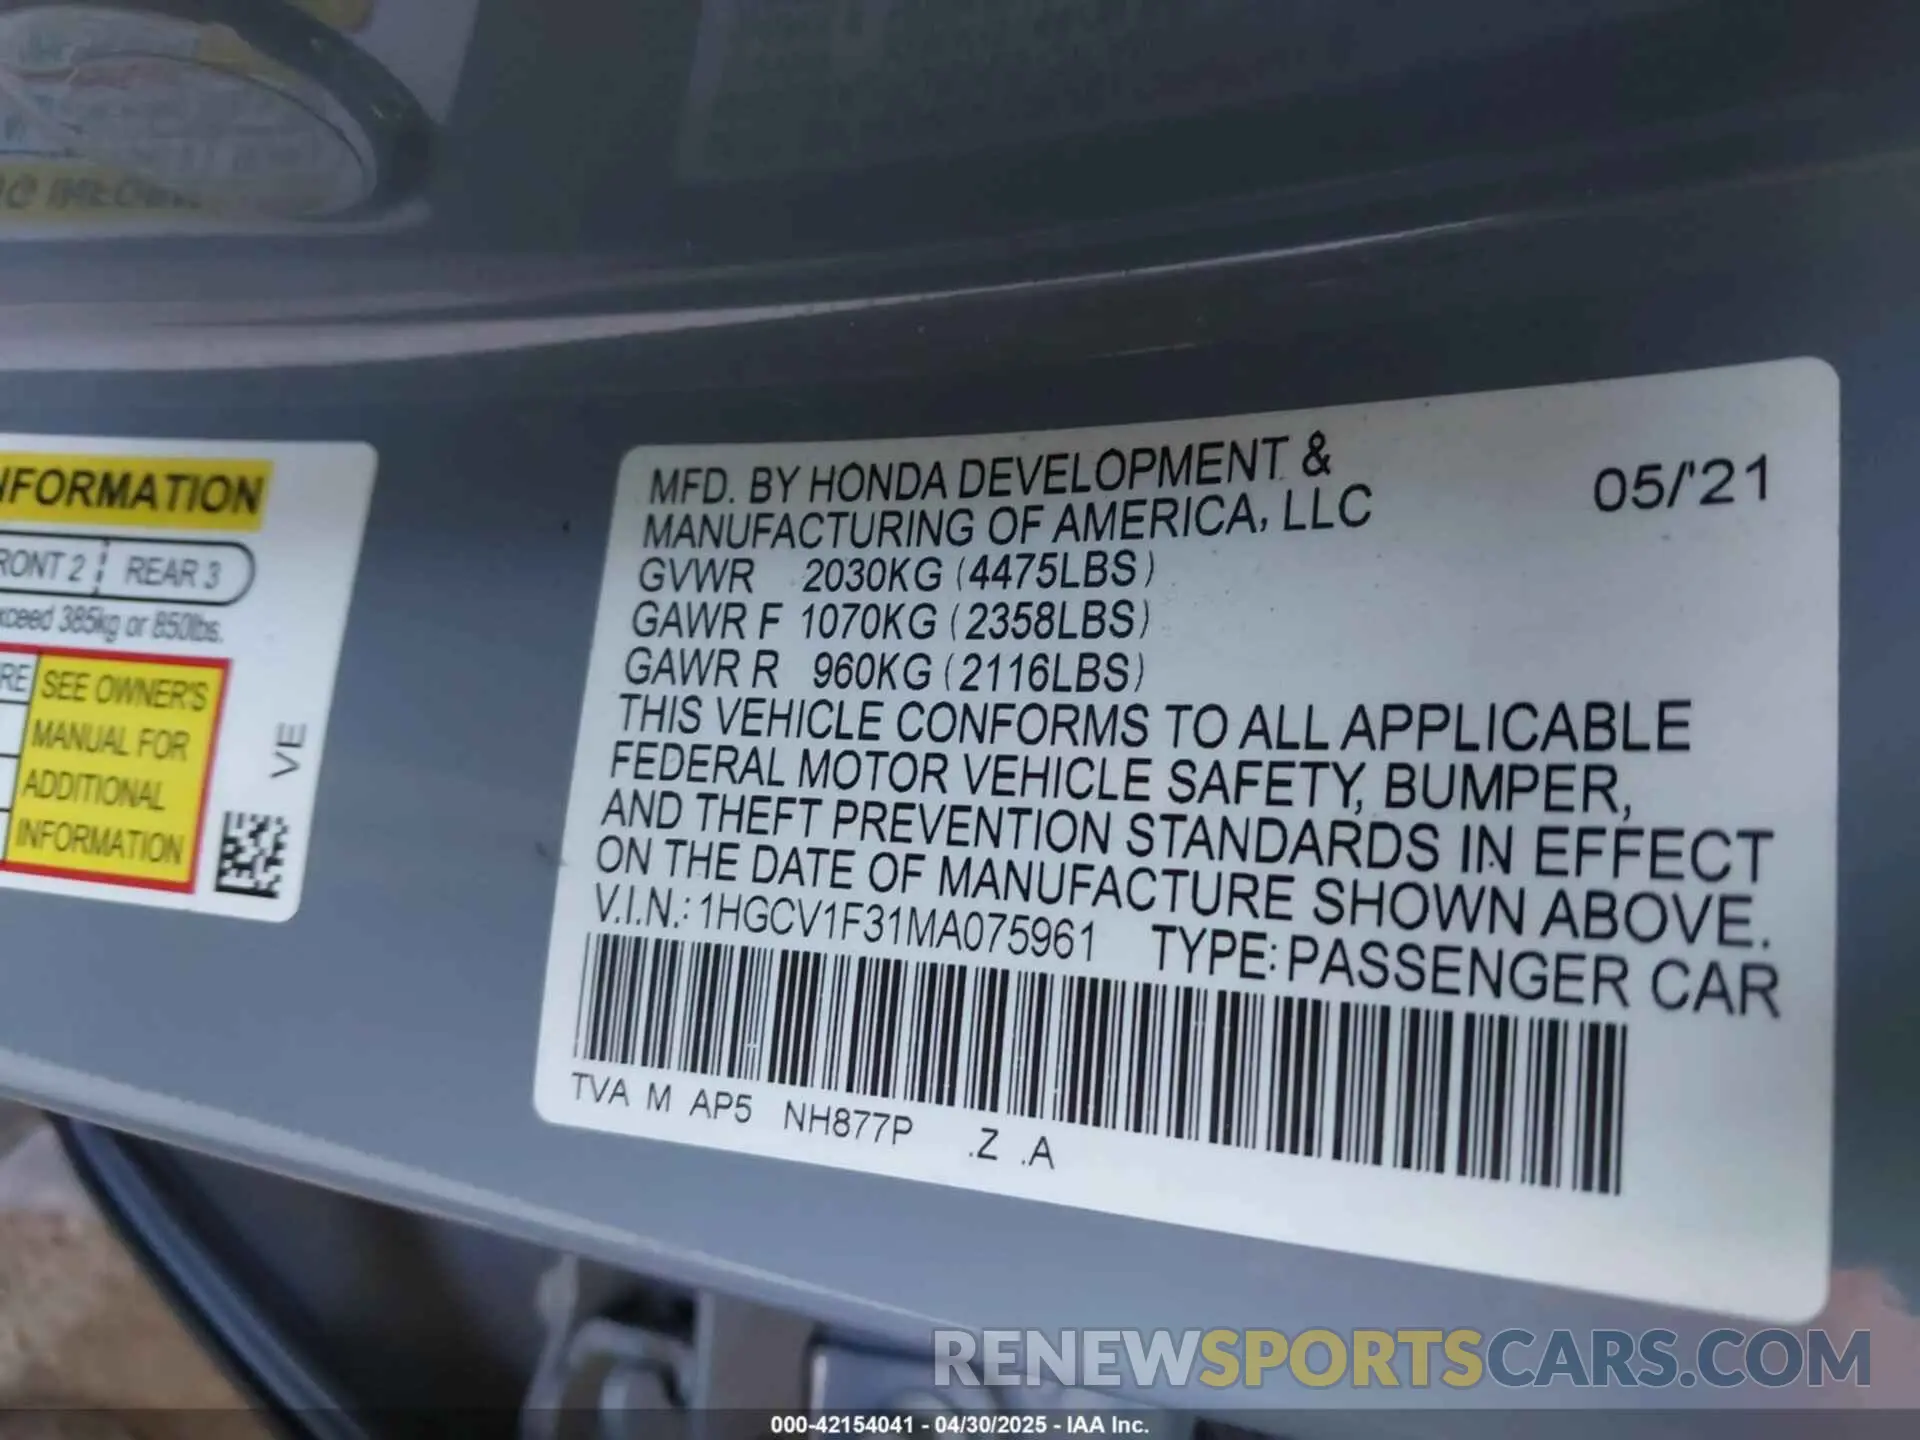 MFD. BY HONDA DEVELOPMENT &
MANUFACTURING OF AMERICA, LLC
05/'21
GVWR 2030KG (4475LBS)
GAWR F 1070KG (2358LBS)
GAWR R 960KG (2116LBS)
THIS VEHICLE CONFORMS TO ALL APPLICABLE
FEDERAL MOTOR VEHICLE SAFETY, BUMPER,
AND THEFT PREVENTION STANDARDS IN EFFECT
ON THE DATE OF MANUFACTURE SHOWN ABOVE.
V.I.N.: 1HGCV1F31MA075961 TYPE: PASSENGER CAR
TVA M AP5 NH877P .Z .A
NFORMATION
RONT 2 REAR 3
xceed 385kg or 850lbs.
RE
SEE OWNER'S
MANUAL FOR
ADDITIONAL
INFORMATION
VE
RENEWSPORTSCARS.COM
000-42154041 - 04/30/2025 - IAA Inc.